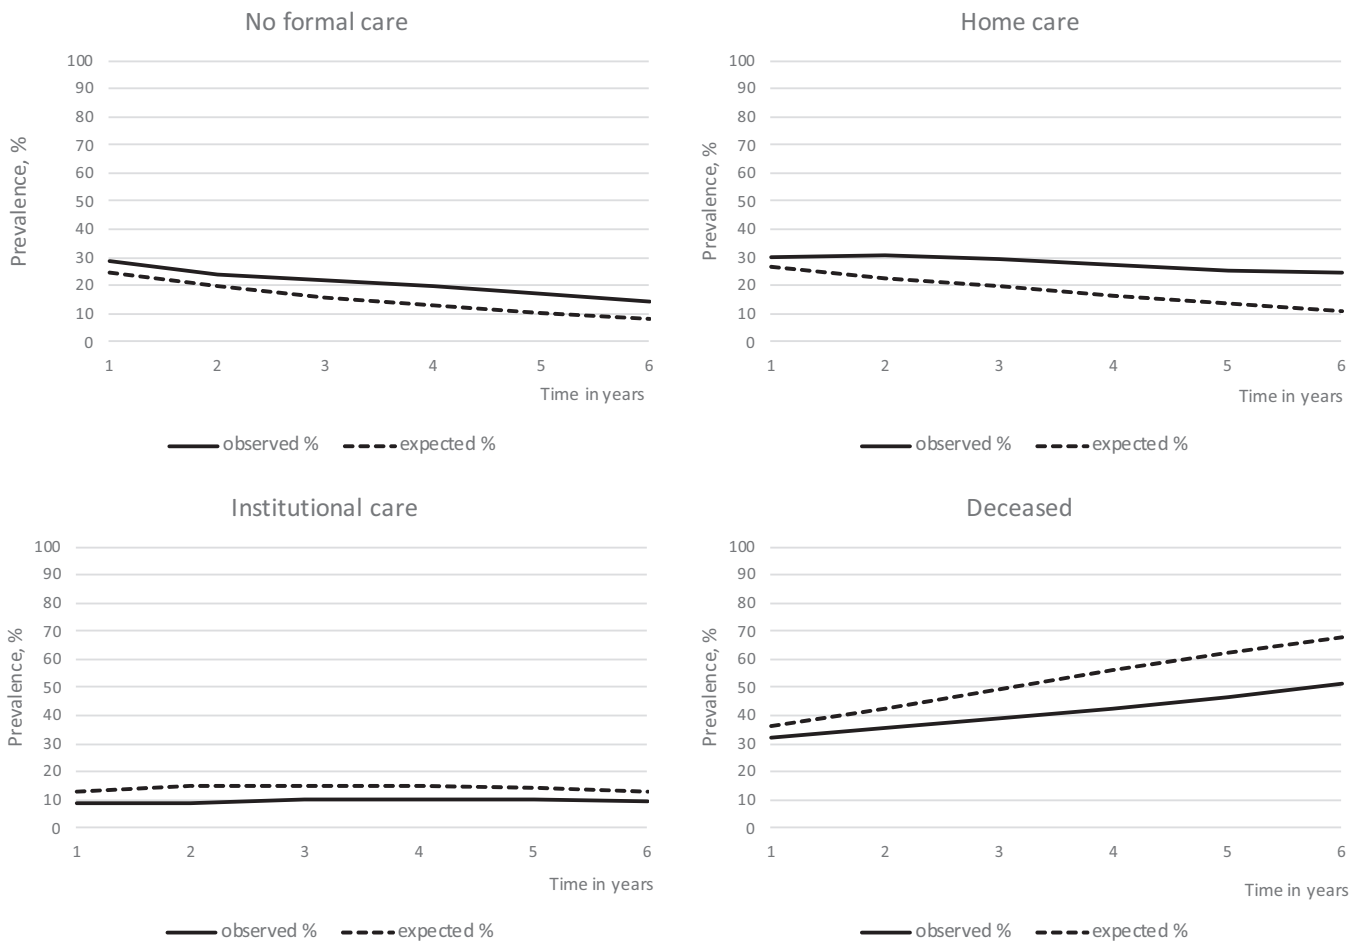 No formal care
Prevalence, %
100
90
80
70
60
50
40
30
20
10
0
1 2 3 4 5 6
Time in years
observed % expected %
Home care
Prevalence, %
100
90
80
70
60
50
40
30
20
10
0
1 2 3 4 5 6
Time in years
observed % expected %
Institutional care
Prevalence, %
100
90
80
70
60
50
40
30
20
10
0
1 2 3 4 5 6
Time in years
observed % expected %
Deceased
Prevalence, %
100
90
80
70
60
50
40
30
20
10
0
1 2 3 4 5 6
Time in years
observed % expected %